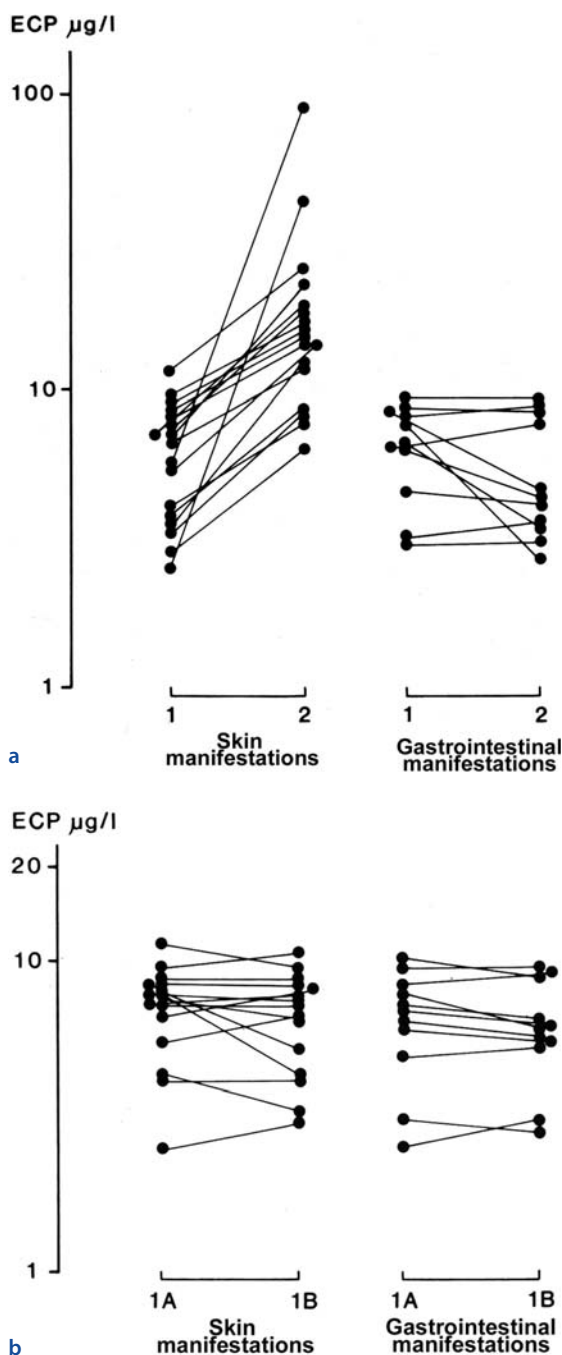 ECP µg/l
100
10
1
1 2 1 2
Skin manifestations
Gastrointestinal manifestations
a
ECP µg/l
20
10
1
1A 1B 1A 1B
Skin manifestations
Gastrointestinal manifestations
b